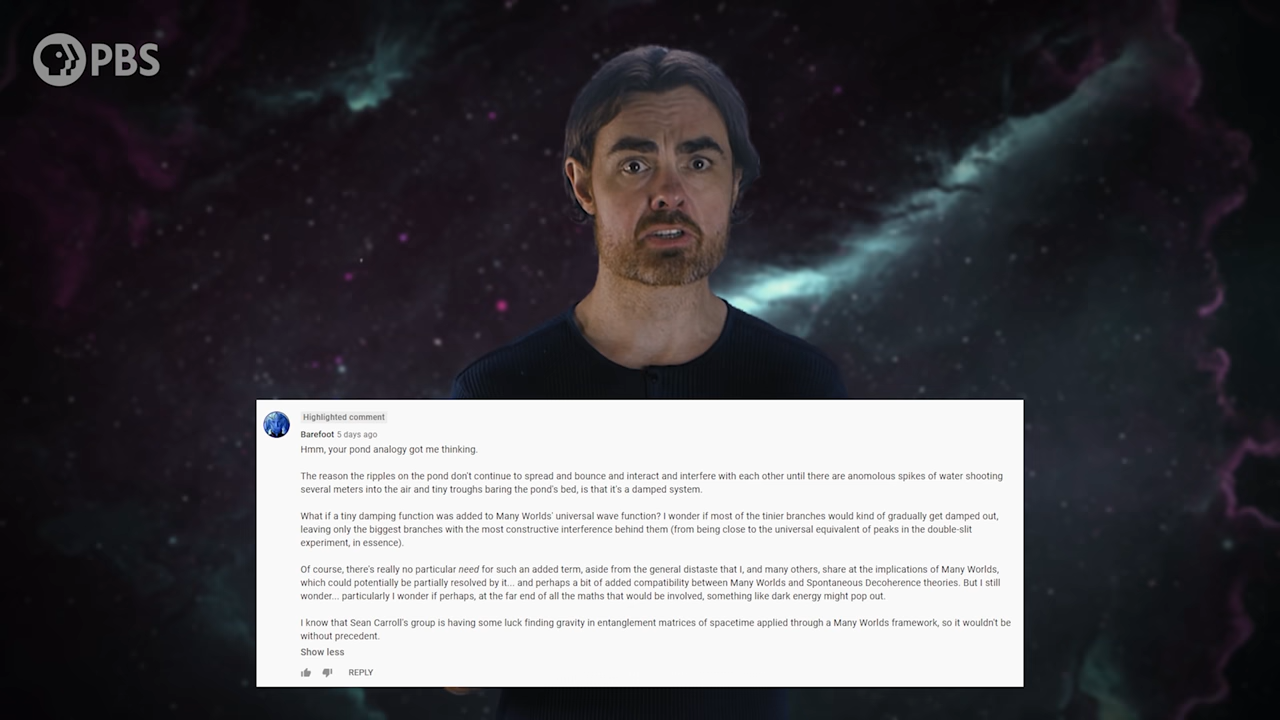 PBS
Highlighted comment
Barefoot 5 days ago
Hmm, your pond analogy got me thinking.
The reason the ripples on the pond don't continue to spread and bounce and interact and interfere with each other until there are anomolous spikes of water shooting
several meters into the air and tiny troughs baring the pond's bed, is that it's a damped system.
What if a tiny damping function was added to Many Worlds' universal wave function? I wonder if most of the tinier branches would kind of gradually get damped out,
leaving only the biggest branches with the most constructive interference behind them (from being close to the universal equivalent of peaks in the double-slit
experiment, in essence).
Of course, there's really no particular need for such an added term, aside from the general distaste that I, and many others, share at the implications of Many Worlds,
which could potentially be partially resolved by it... and perhaps a bit of added compatibility between Many Worlds and Spontaneous Decoherence theories. But I still
wonder... particularly I wonder if perhaps, at the far end of all the maths that would be involved, something like dark energy might pop out.
I know that Sean Carroll's group is having some luck finding gravity in entanglement matrices of spacetime applied through a Many Worlds framework, so it wouldn't be
without precedent.
Show less
REPLY